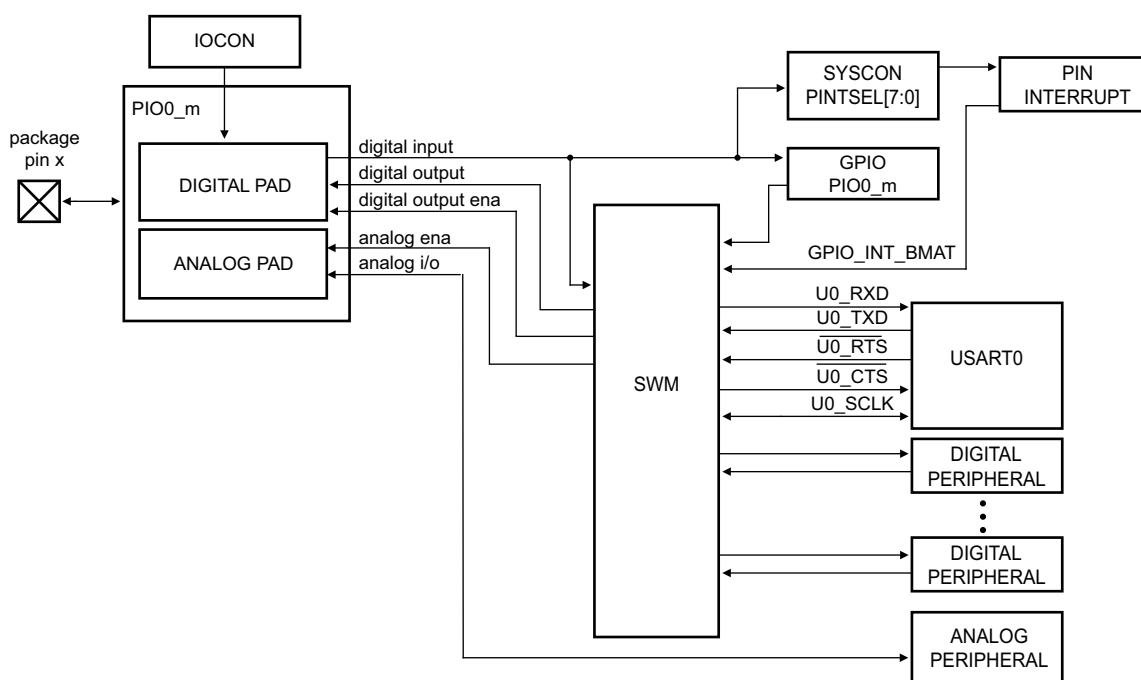 IOCON
PIO0_m
package
pin x
DIGITAL PAD
ANALOG PAD
digital input
digital output
digital output ena
analog ena
analog i/o
SYSCON
PINTSEL[7:0]
PIN
INTERRUPT
GPIO
PIO0_m
GPIO_INT_BMAT
SWM
U0_RXD
U0_TXD
U0_RTS
U0_CTS
U0_SCLK
USART0
DIGITAL
PERIPHERAL
DIGITAL
PERIPHERAL
ANALOG
PERIPHERAL